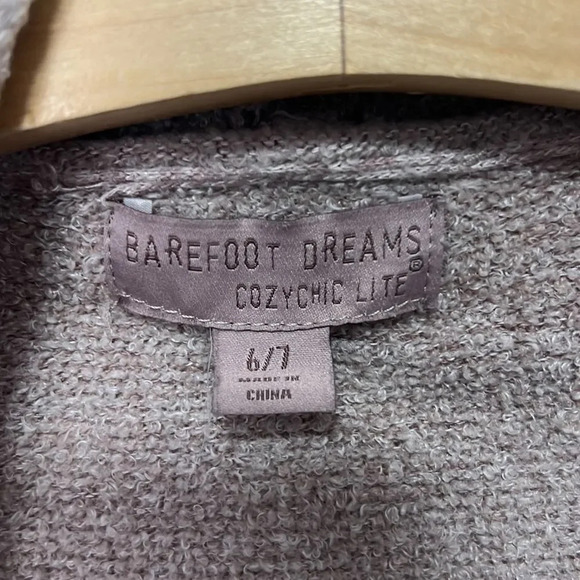 BAREFOOT DREAMS
COZYCHIC LITE®
6/7
MADE IN
CHINA